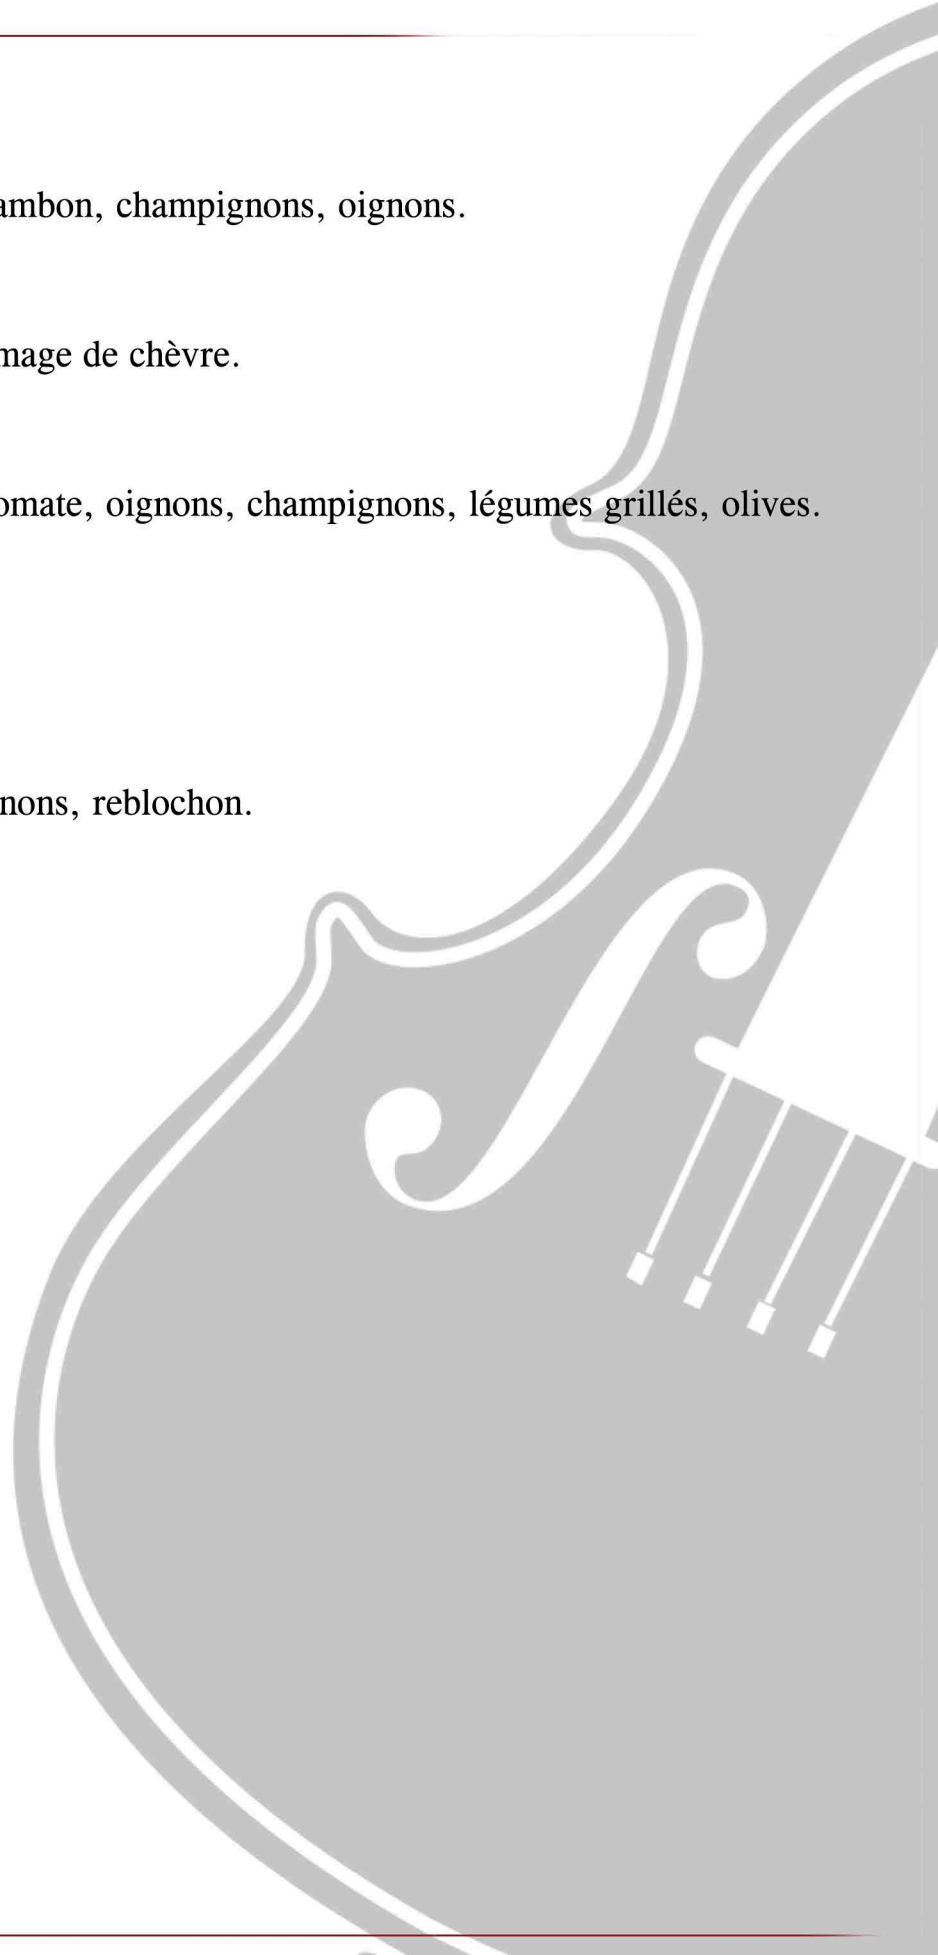 ambon, champignons, oignons.
mage de chèvre.
omate, oignons, champignons, légumes grillés, olives.
nons, reblochon.